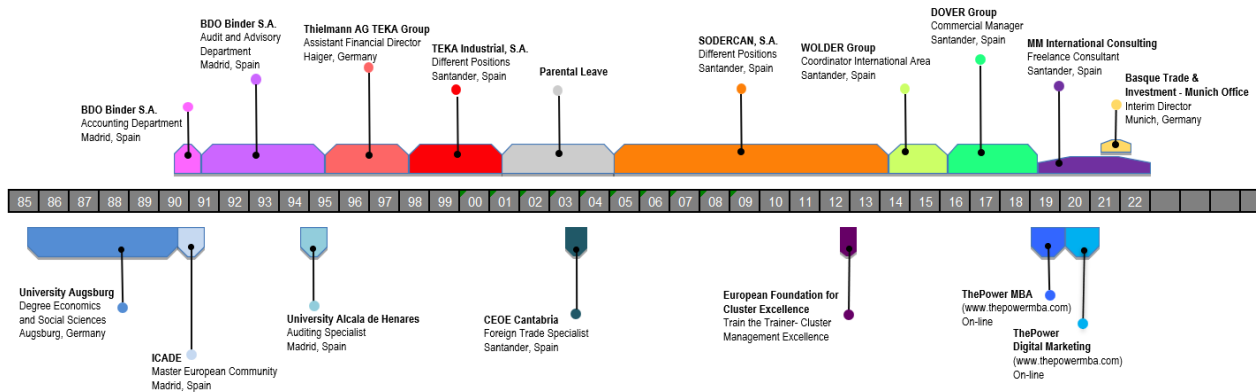 BDO Binder S.A.
Accounting Department
Madrid, Spain
BDO Binder S.A.
Audit and Advisory
Department
Madrid, Spain
Thielmann AG TEKA Group
Assistant Financial Director
Haiger, Germany
TEKA Industrial, S.A.
Different Positions
Santander, Spain
Parental Leave
SODERCAN, S.A.
Different Positions
Santander, Spain
WOLDER Group
Coordinator International Area
Santander, Spain
DOVER Group
Commercial Manager
Santander, Spain
MM International Consulting
Freelance Consultant
Santander, Spain
Basque Trade &
Investment - Munich Office
Interim Director
Munich, Germany
85 86 87 88 89 90 91 92 93 94 95 96 97 98 99 00 01 02 03 04 05 06 07 08 09 10 11 12 13 14 15 16 17 18 19 20 21 22
University Augsburg
Degree Economics
and Social Sciences
Augsburg, Germany
ICADE
Master European Community
Madrid, Spain
University Alcala de Henares
Auditing Specialist
Madrid, Spain
CEOE Cantabria
Foreign Trade Specialist
Santander, Spain
European Foundation for
Cluster Excellence
Train the Trainer- Cluster
Management Excellence
ThePower MBA
(www.thepowermba.com)
On-line
ThePower
Digital Marketing
(www.thepowermba.com)
On-line